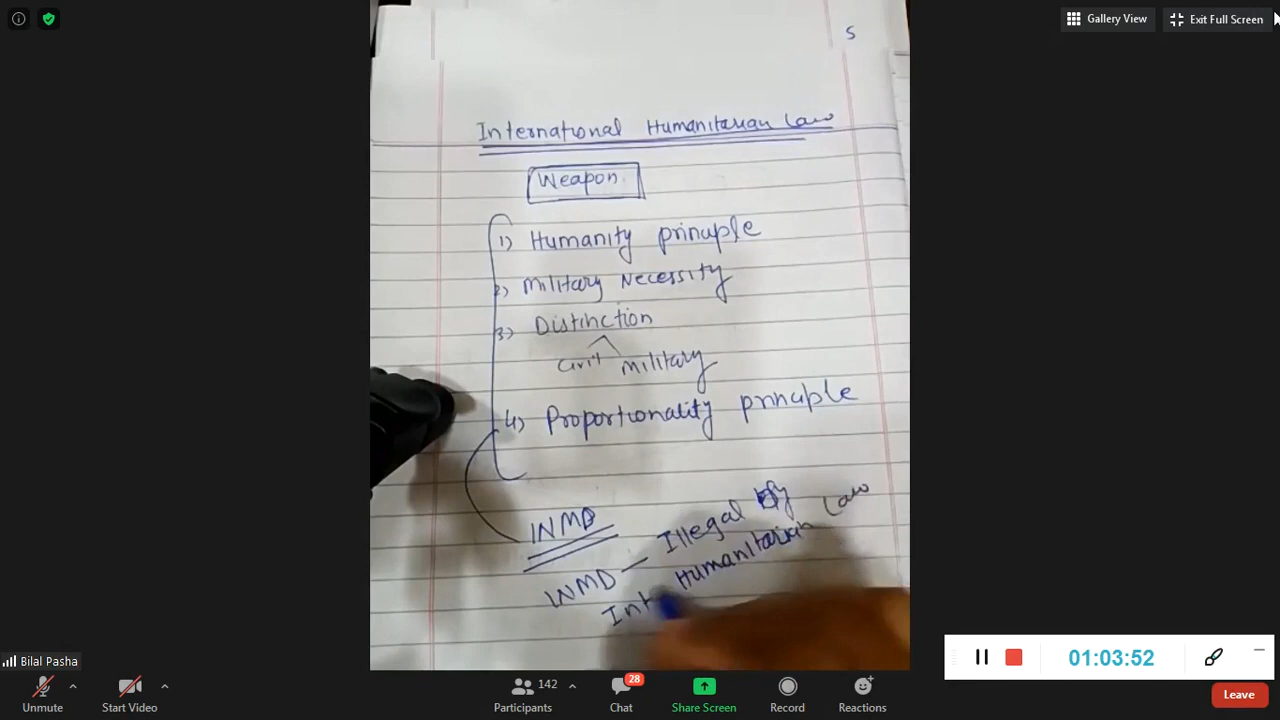 Gallery View
Exit Full Screen
5
International Humanitarian Law
Weapon
1) Humanity principle
2) Military Necessity
3) Distinction
Civil Military
4) Proportionality principle
WMD
WMD — Illegal by
Int Humanitarian Law
Bilal Pasha
01:03:52
Unmute
Start Video
142
Participants
28
Chat
Share Screen
Record
Reactions
Leave